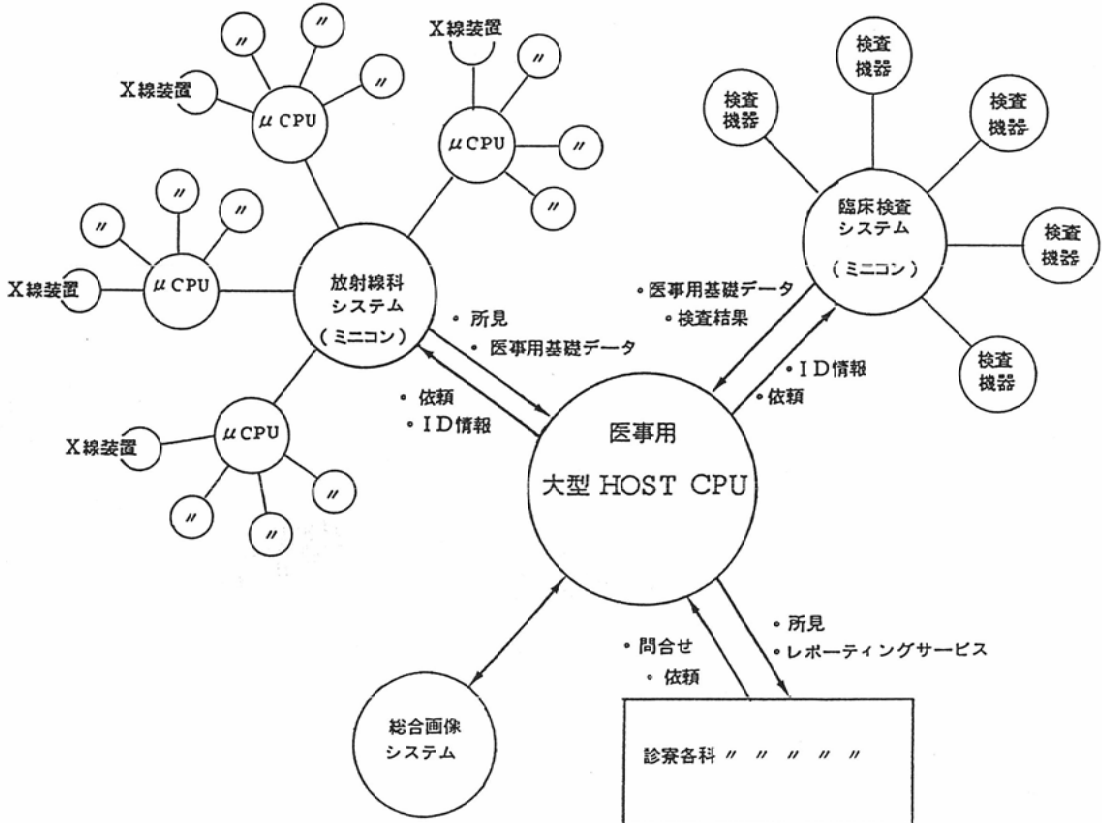 X線装置
〃
〃
〃
μCPU
X線装置
〃
〃
〃
μCPU
X線装置
〃
〃
〃
μCPU
X線装置
〃
〃
〃
μCPU
放射線科
システム
(ミニコン)
検査
機器
検査
機器
検査
機器
検査
機器
検査
機器
臨床検査
システム
(ミニコン)
・所見
・医事用基礎データ
・依頼
・ID情報
・医事用基礎データ
・検査結果
・ID情報
・依頼
医事用
大型 HOST CPU
・問合せ
・依頼
・所見
・レポーティングサービス
総合画像
システム
診寮各科 〃 〃 〃 〃 〃